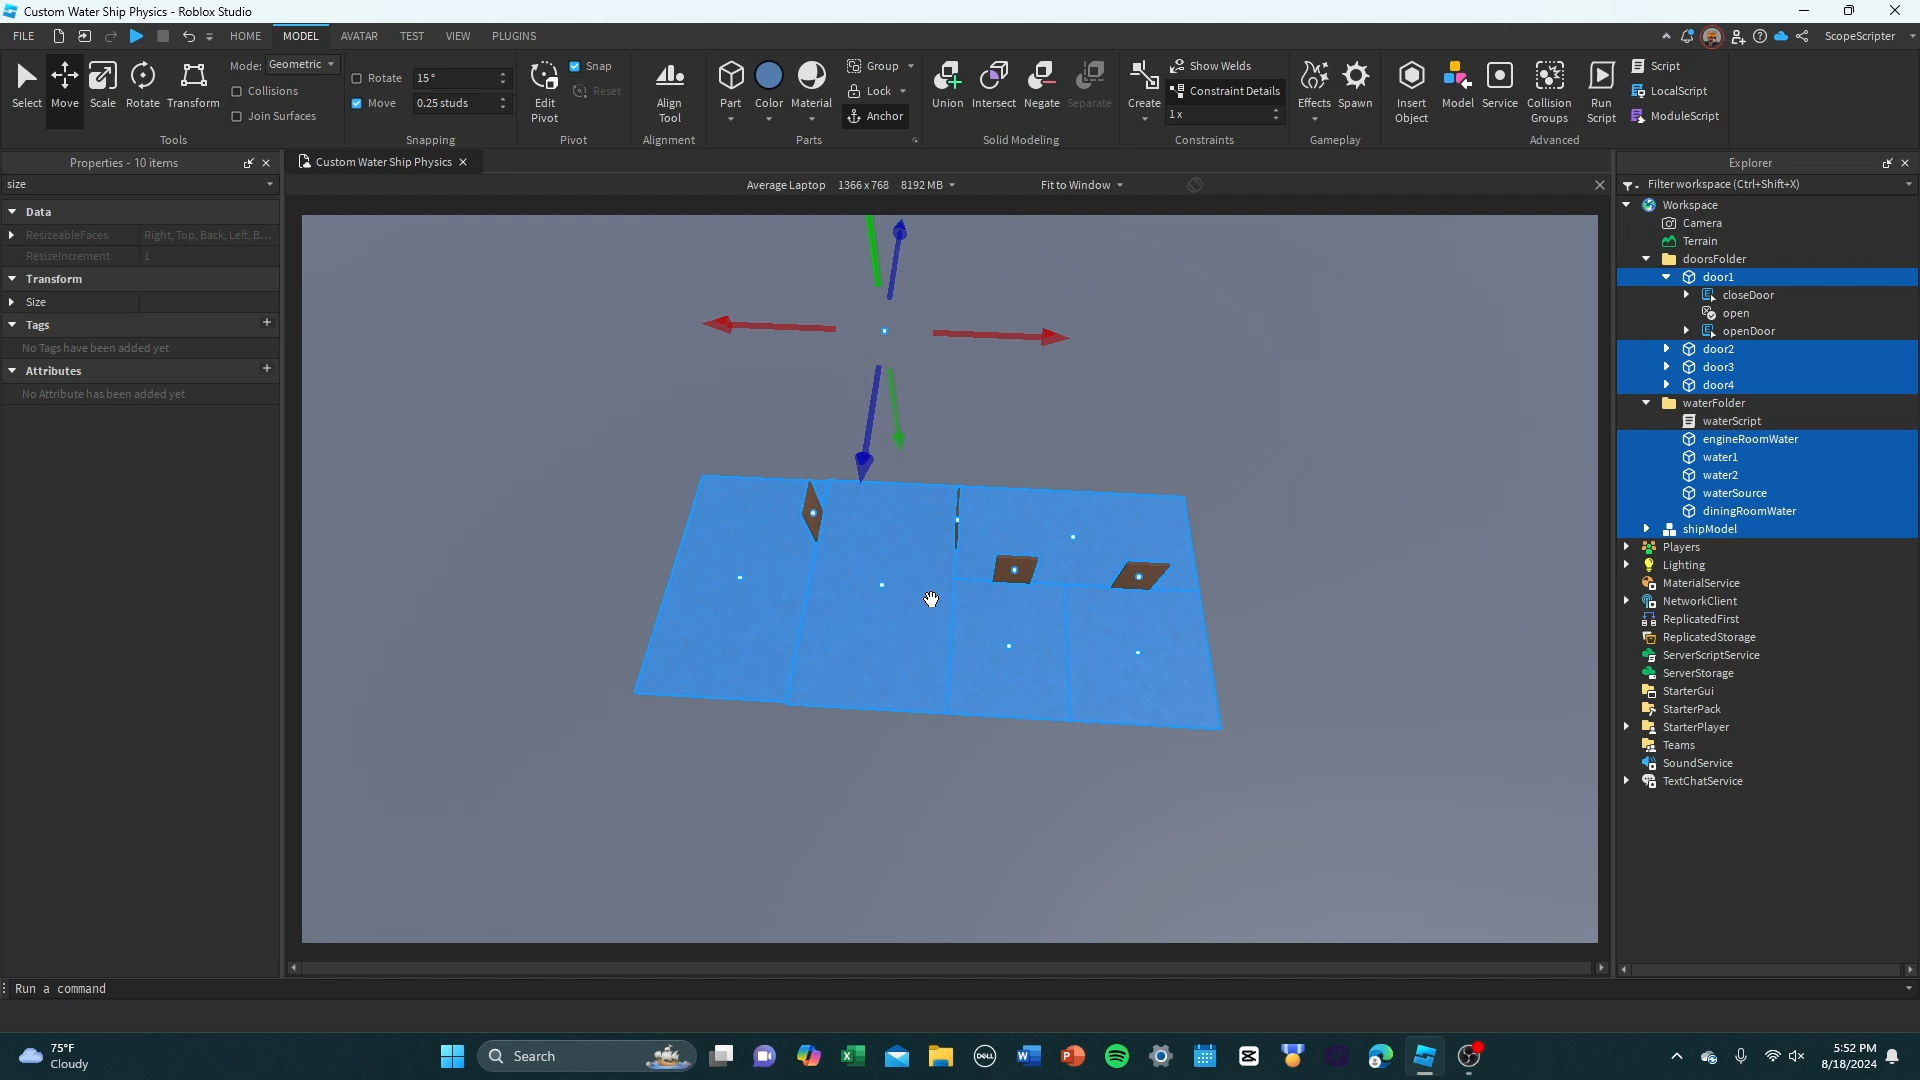 Custom Water Ship Physics - Roblox Studio
FILE
HOME
MODEL
AVATAR
TEST
VIEW
PLUGINS
ScopeScripter
Select
Move
Scale
Rotate
Transform
Mode: Geometric
Collisions
Join Surfaces
Tools
Rotate 15°
Move 0.25 studs
Snapping
Edit Pivot
Snap
Reset
Pivot
Align Tool
Alignment
Part
Color
Material
Group
Lock
Anchor
Parts
Union
Intersect
Negate
Separate
Solid Modeling
Create
Show Welds
Constraint Details
1 x
Constraints
Effects
Spawn
Gameplay
Insert Object
Model
Service
Collision Groups
Run Script
Script
LocalScript
ModuleScript
Advanced
Properties - 10 items
size
Data
ResizeableFaces Right, Top, Back, Left, B...
ResizeIncrement 1
Transform
Size
Tags
No Tags have been added yet
Attributes
No Attribute has been added yet
Custom Water Ship Physics
Average Laptop 1366 x 768 8192 MB
Fit to Window
Explorer
Filter workspace (Ctrl+Shift+X)
Workspace
Camera
Terrain
doorsFolder
door1
closeDoor
open
openDoor
door2
door3
door4
waterFolder
waterScript
engineRoomWater
water1
water2
waterSource
diningRoomWater
shipModel
Players
Lighting
MaterialService
NetworkClient
ReplicatedFirst
ReplicatedStorage
ServerScriptService
ServerStorage
StarterGui
StarterPack
StarterPlayer
Teams
SoundService
TextChatService
Run a command
75°F
Cloudy
Search
DELL
5:52 PM
8/18/2024